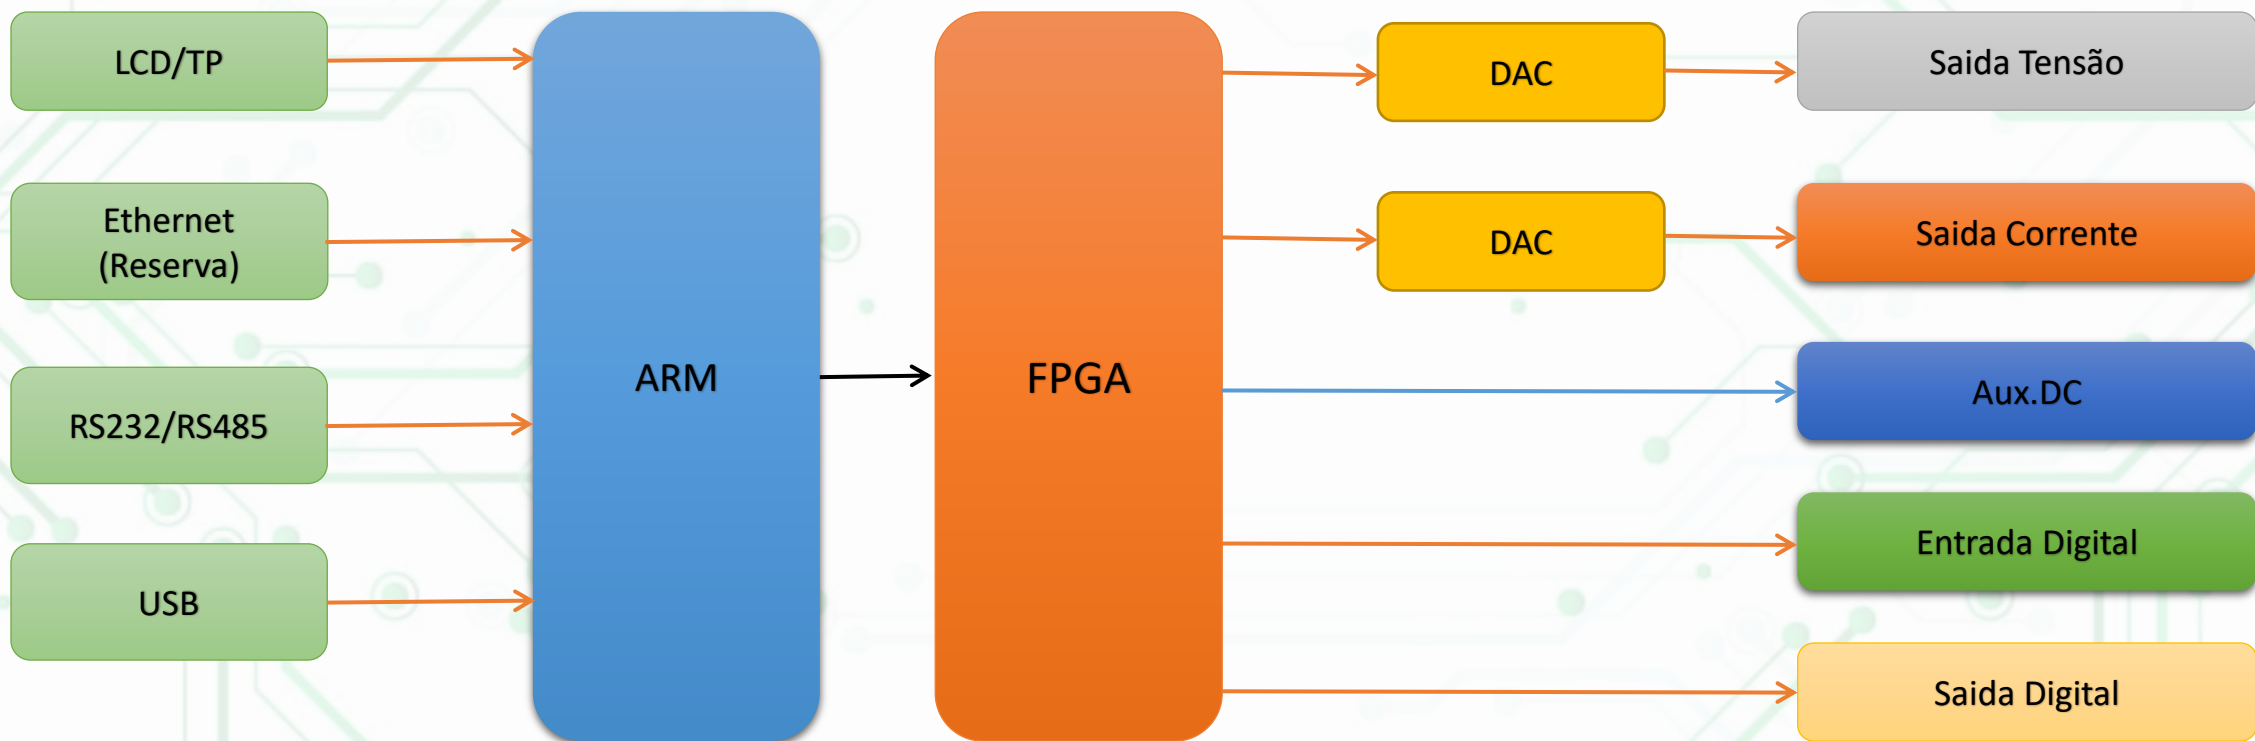 LCD/TP
Ethernet
(Reserva)
RS232/RS485
USB
ARM
FPGA
DAC
DAC
Saida Tensão
Saida Corrente
Aux.DC
Entrada Digital
Saida Digital